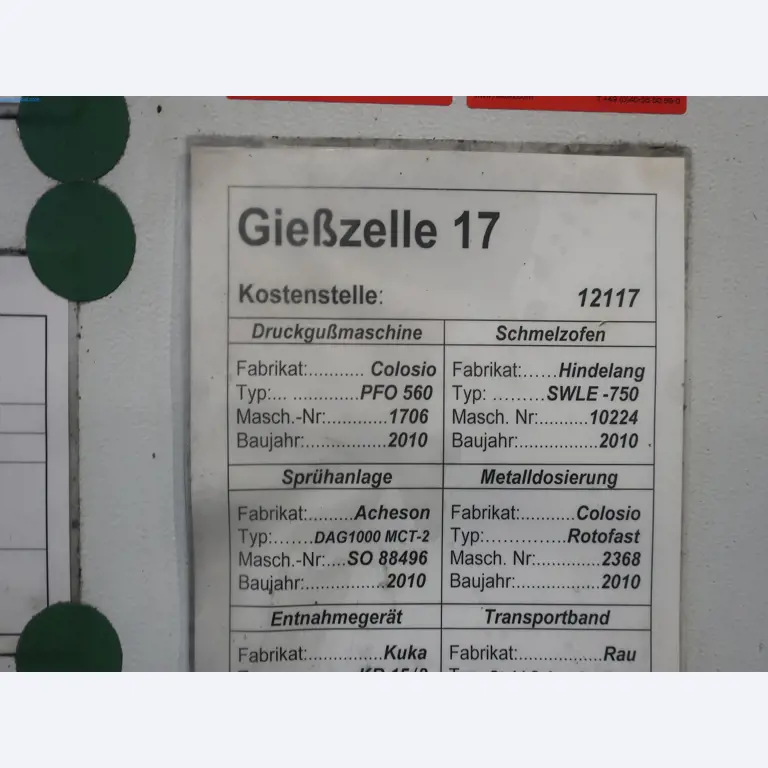 Gießzelle 17
Kostenstelle: 12117
Druckgußmaschine
Fabrikat:........... Colosio
Typ:... ............PFO 560
Masch.-Nr:...........1706
Baujahr:...............2010
Schmelzofen
Fabrikat:......Hindelang
Typ: .........SWLE -750
Masch. Nr:.........10224
Baujahr:...............2010
Sprühanlage
Fabrikat:.........Acheson
Typ:.......DAG1000 MCT-2
Masch.-Nr:....SO 88496
Baujahr:...............2010
Metalldosierung
Fabrikat:..........Colosio
Typ:...............Rotofast
Masch. Nr:............2368
Baujahr:...............2010
Entnahmegerät
Fabrikat:..............Kuka
Transportband
Fabrikat:...............Rau